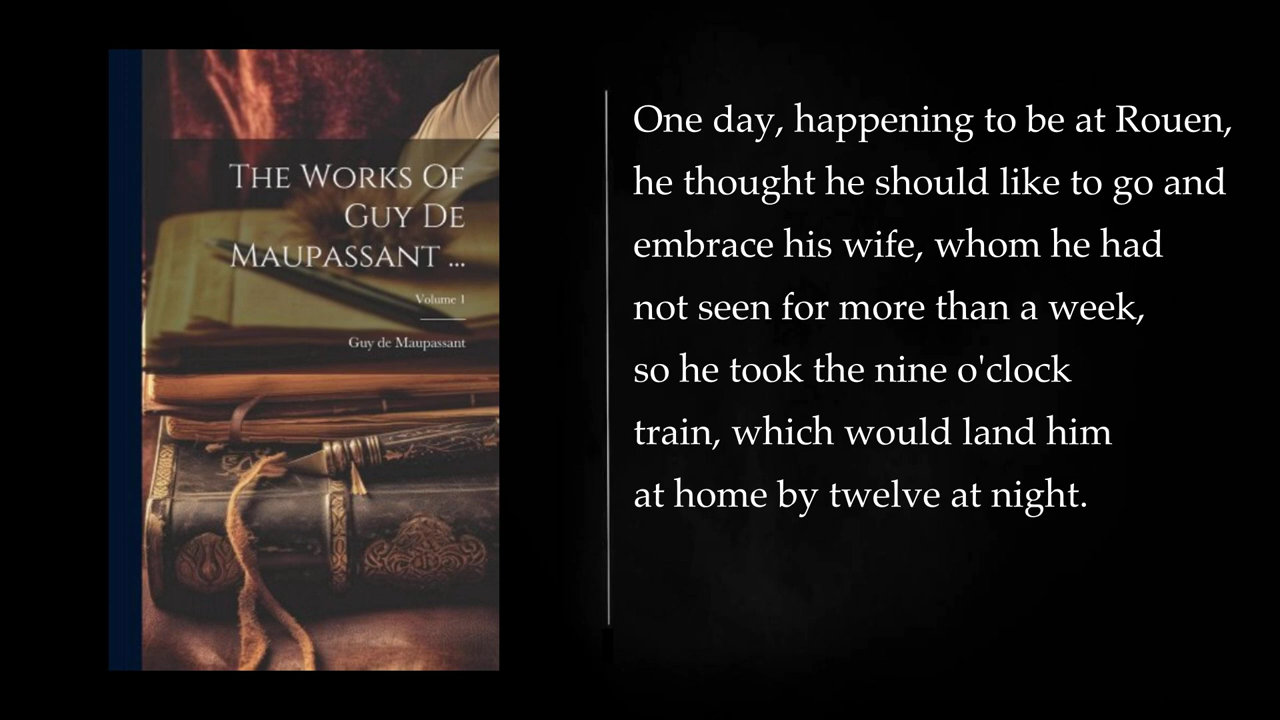 The Works Of
Guy De
Maupassant ...
Volume 1
Guy de Maupassant
One day, happening to be at Rouen,
he thought he should like to go and
embrace his wife, whom he had
not seen for more than a week,
so he took the nine o'clock
train, which would land him
at home by twelve at night.